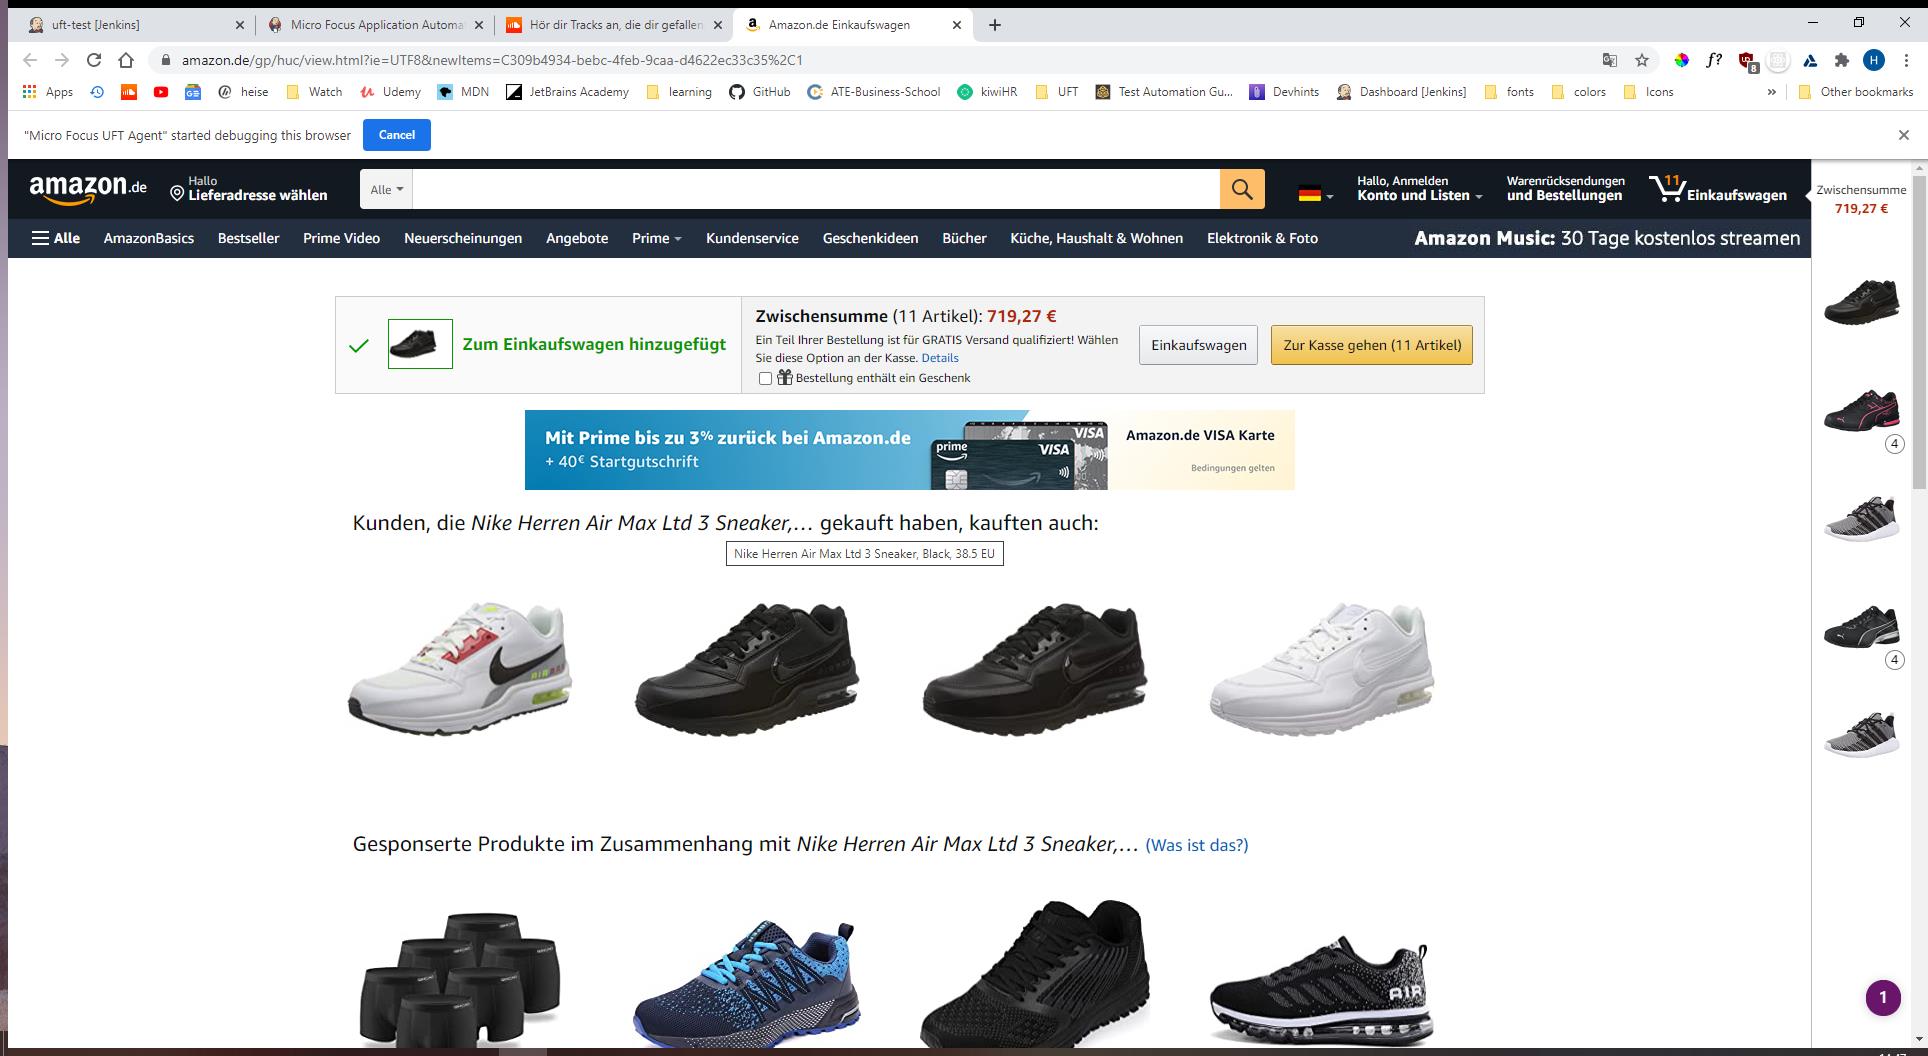 uft-test [Jenkins]
Micro Focus Application Automa
Hör dir Tracks an, die dir gefallen
Amazon.de Einkaufswagen
amazon.de/gp/huc/view.html?ie=UTF8&newItems=C309b4934-bebc-4feb-9caa-d4622ec33c35%2C1
f?
8
H
Apps
heise
Watch
Udemy
MDN
JetBrains Academy
learning
GitHub
ATE-Business-School
kiwiHR
UFT
Test Automation Gu...
Devhints
Dashboard [Jenkins]
fonts
colors
Icons
»
Other bookmarks
"Micro Focus UFT Agent" started debugging this browser
Cancel
amazon.de
Hallo
Lieferadresse wählen
Alle
Hallo, Anmelden
Konto und Listen
Warenrücksendungen
und Bestellungen
11
Einkaufswagen
Zwischensumme
719,27 €
Alle
AmazonBasics
Bestseller
Prime Video
Neuerscheinungen
Angebote
Prime
Kundenservice
Geschenkideen
Bücher
Küche, Haushalt & Wohnen
Elektronik & Foto
Amazon Music: 30 Tage kostenlos streamen
Zum Einkaufswagen hinzugefügt
Zwischensumme (11 Artikel): 719,27 €
Ein Teil Ihrer Bestellung ist für GRATIS Versand qualifiziert! Wählen
Sie diese Option an der Kasse. Details
Bestellung enthält ein Geschenk
Einkaufswagen
Zur Kasse gehen (11 Artikel)
Mit Prime bis zu 3% zurück bei Amazon.de
+ 40€ Startgutschrift
prime
VISA
VISA
Amazon.de VISA Karte
Bedingungen gelten
4
Kunden, die Nike Herren Air Max Ltd 3 Sneaker,... gekauft haben, kauften auch:
Nike Herren Air Max Ltd 3 Sneaker, Black, 38.5 EU
4
Gesponserte Produkte im Zusammenhang mit Nike Herren Air Max Ltd 3 Sneaker,... (Was ist das?)
AIR
1